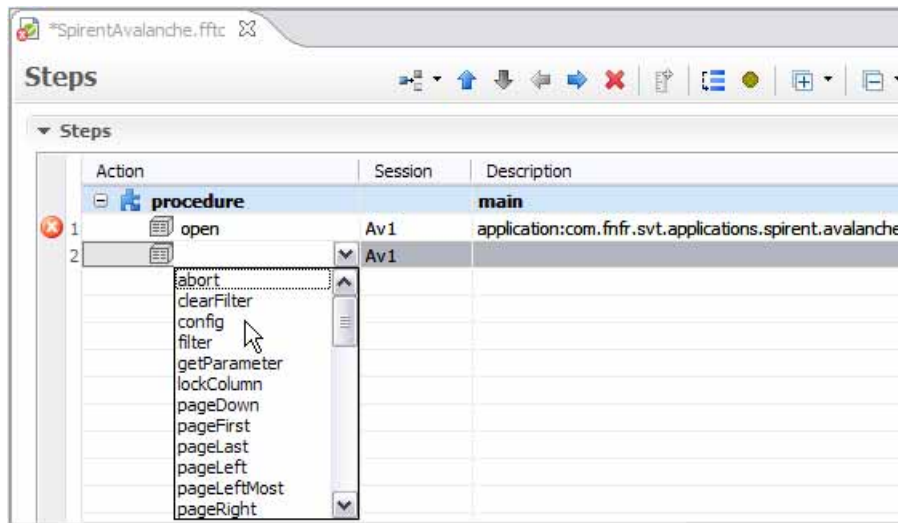 *SpirentAvalanche.fftc
Steps
Steps
Action Session Description
procedure main
1 open Av1 application:com.fnfr.svt.applications.spirent.avalanche
2 Av1
abort
clearFilter
config
filter
getParameter
lockColumn
pageDown
pageFirst
pageLast
pageLeft
pageLeftMost
pageRight